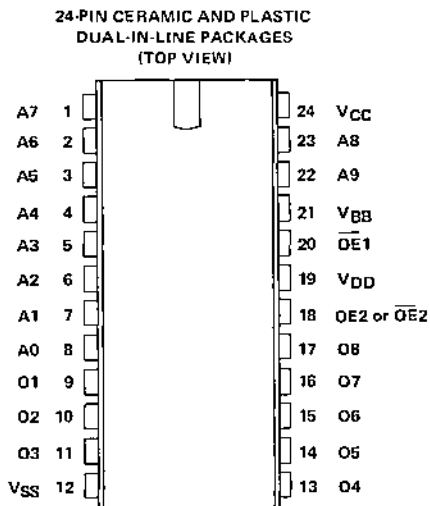 24-PIN CERAMIC AND PLASTIC
DUAL-IN-LINE PACKAGES
(TOP VIEW)
A7 1 24 VCC
A6 2 23 A8
A5 3 22 A9
A4 4 21 VBB
A3 5 20 OE1
A2 6 19 VDD
A1 7 18 OE2 or OE2
A0 8 17 O8
O1 9 16 O7
O2 10 15 O6
O3 11 14 O5
VSS 12 13 O4